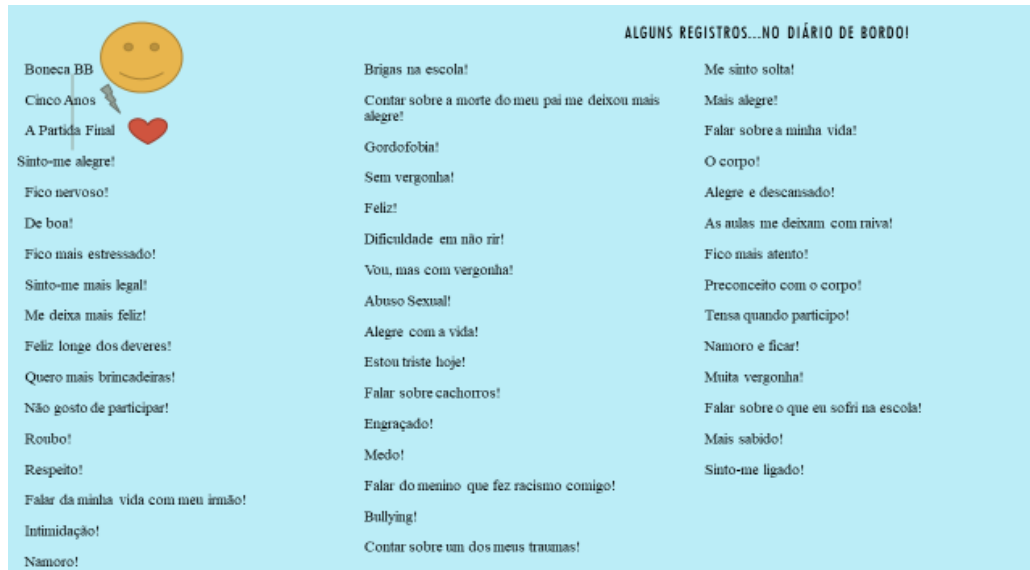 ALGUNS REGISTROS...NO DIÁRIO DE BORDO!
Boneca BB
Cinco Anos
A Partida Final
Sinto-me alegre!
Fico nervoso!
De boa!
Fico mais estressado!
Sinto-me mais legal!
Me deixa mais feliz!
Feliz longe dos deveres!
Quero mais brincadeiras!
Não gosto de participar!
Roubo!
Respeito!
Falar da minha vida com meu irmão!
Intimidação!
Namoro!
Brigas na escola!
Contar sobre a morte do meu pai me deixou mais
alegre!
Gordofobia!
Sem vergonha!
Feliz!
Dificuldade em não rir!
Vou, mas com vergonha!
Abuso Sexual!
Alegre com a vida!
Estou triste hoje!
Falar sobre cachorros!
Engraçado!
Medo!
Falar do menino que fez racismo comigo!
Bullying!
Contar sobre um dos meus traumas!
Me sinto solta!
Mais alegre!
Falar sobre a minha vida!
O corpo!
Alegre e descansado!
As aulas me deixam com raiva!
Fico mais atento!
Preconceito com o corpo!
Tensa quando participo!
Namoro e ficar!
Muita vergonha!
Falar sobre o que eu sofri na escola!
Mais sabido!
Sinto-me ligado!